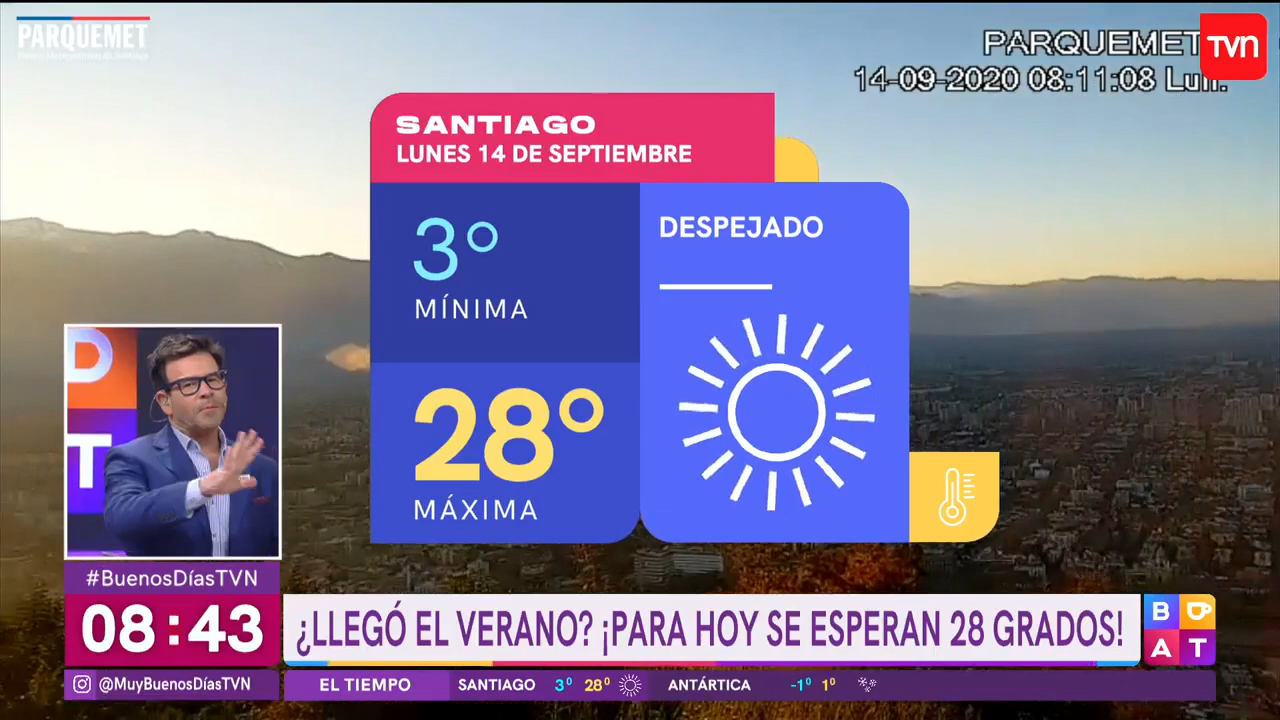 PARQUEMET
PARQUEMET
14-09-2020 08:11:08 Lun.
TVN
SANTIAGO
LUNES 14 DE SEPTIEMBRE
3°
MÍNIMA
28°
MÁXIMA
DESPEJADO
D
T
#BuenosDíasTVN
08:43
¿LLEGÓ EL VERANO? ¡PARA HOY SE ESPERAN 28 GRADOS!
B
A T
@MuyBuenosDíasTVN
EL TIEMPO SANTIAGO 3° 28° ANTÁRTICA -1° 1°